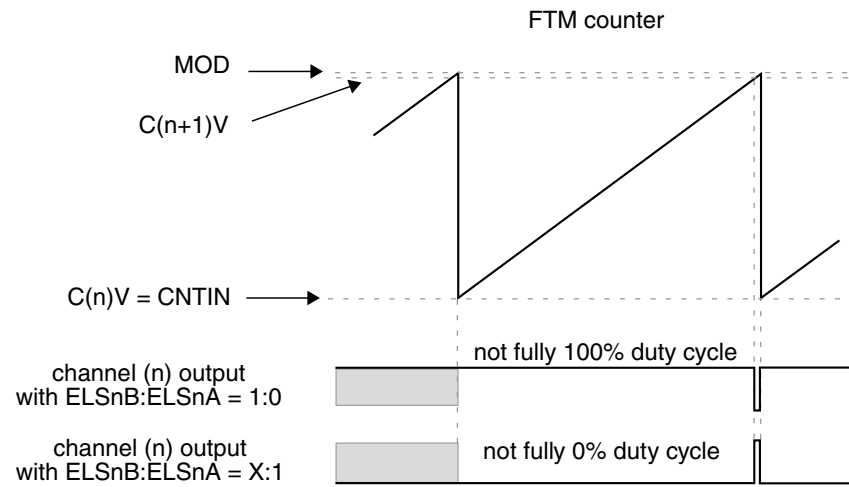 FTM counter
MOD
C(n+1)V
C(n)V = CNTIN
not fully 100% duty cycle
channel (n) output
with ELSnB:ELSnA = 1:0
channel (n) output
with ELSnB:ELSnA = X:1
not fully 0% duty cycle